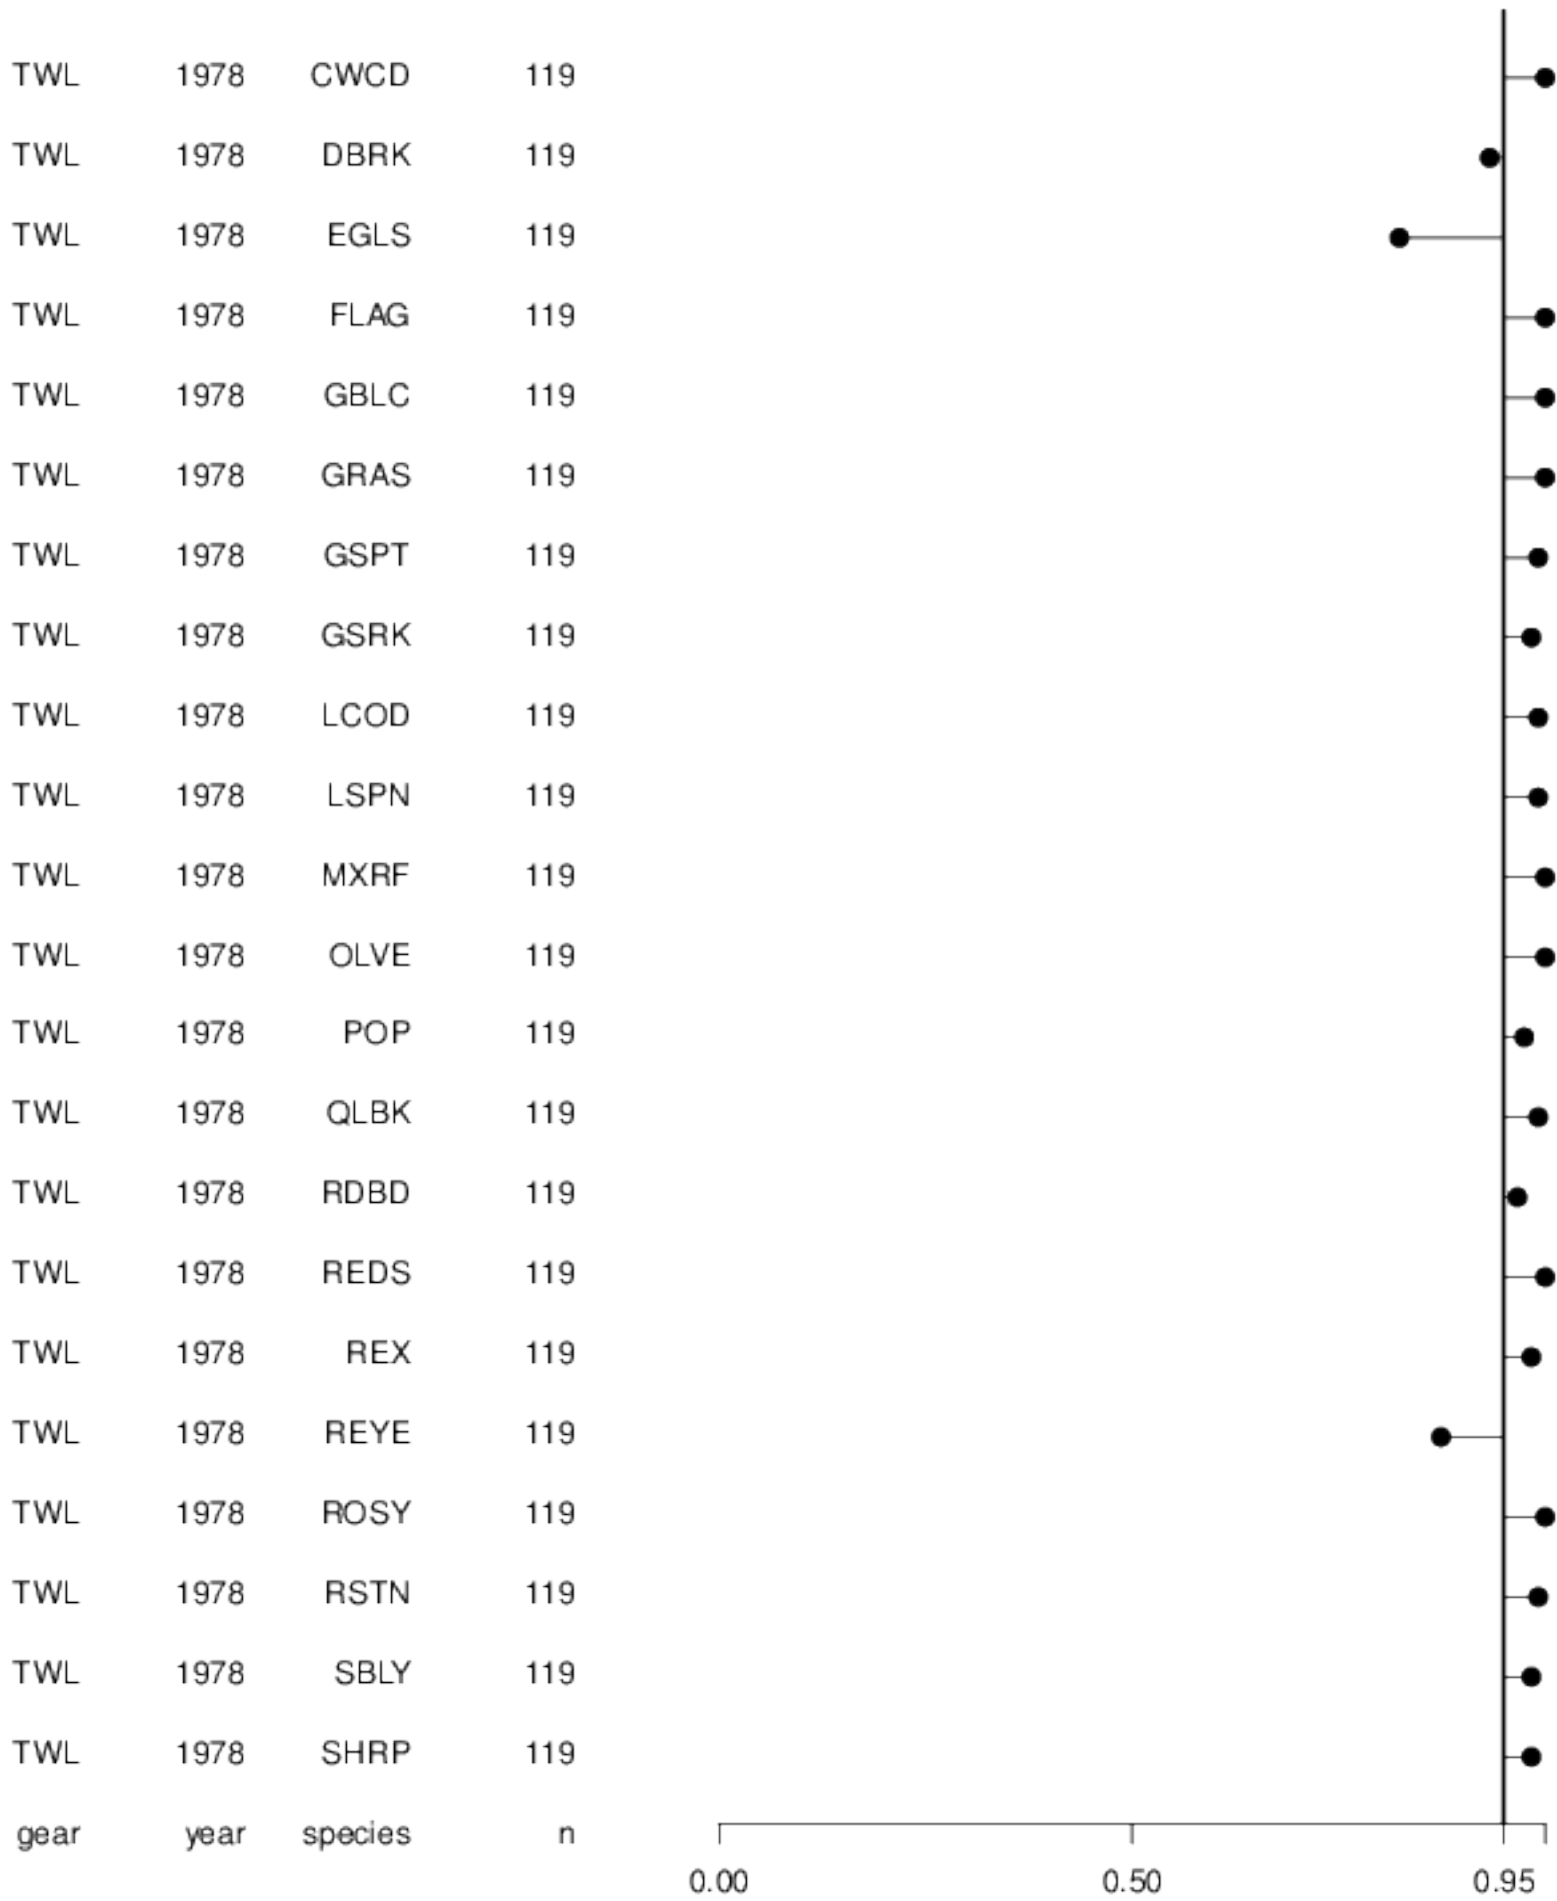 TWL 1978 CWCD 119
TWL 1978 DBRK 119
TWL 1978 EGLS 119
TWL 1978 FLAG 119
TWL 1978 GBLC 119
TWL 1978 GRAS 119
TWL 1978 GSPT 119
TWL 1978 GSRK 119
TWL 1978 LCOD 119
TWL 1978 LSPN 119
TWL 1978 MXRF 119
TWL 1978 OLVE 119
TWL 1978 POP 119
TWL 1978 QLBK 119
TWL 1978 RDBD 119
TWL 1978 REDS 119
TWL 1978 REX 119
TWL 1978 REYE 119
TWL 1978 ROSY 119
TWL 1978 RSTN 119
TWL 1978 SBLY 119
TWL 1978 SHRP 119
gear year species n
0.00 0.50 0.95